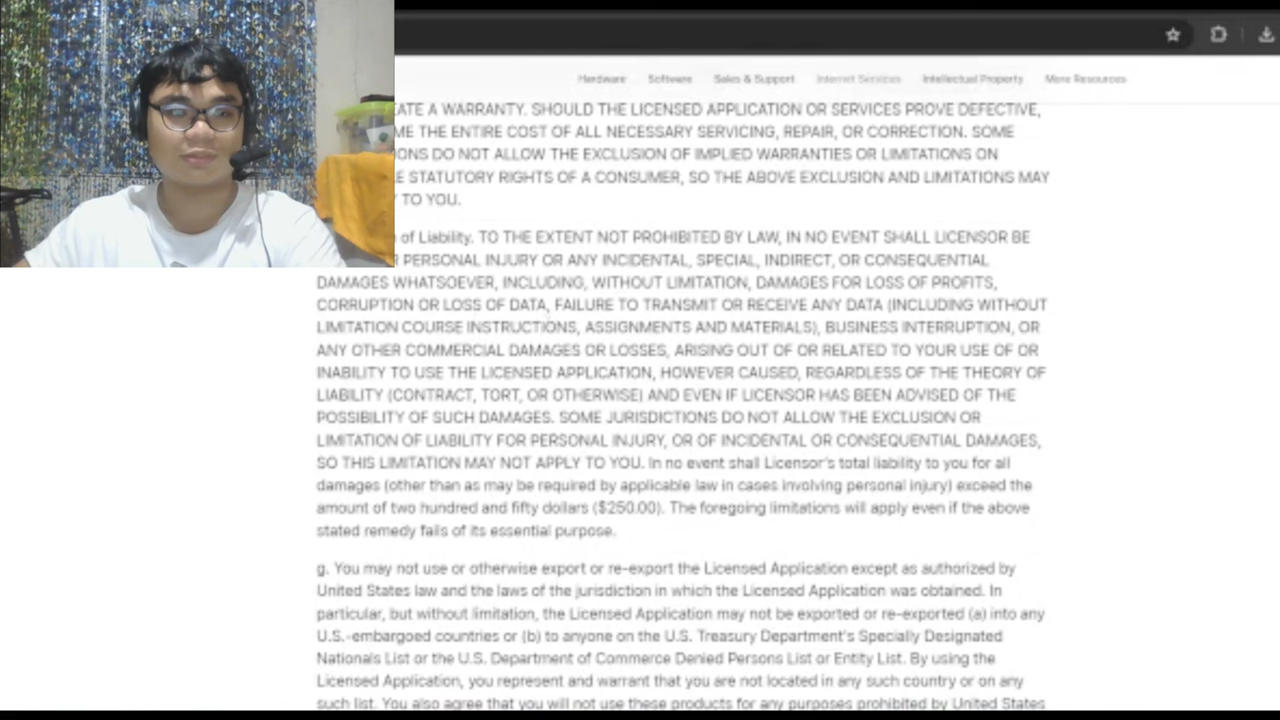 Hardware Software Sales & Support Internet Services Intellectual Property More Resources
ATE A WARRANTY. SHOULD THE LICENSED APPLICATION OR SERVICES PROVE DEFECTIVE,
ME THE ENTIRE COST OF ALL NECESSARY SERVICING, REPAIR, OR CORRECTION. SOME
IONS DO NOT ALLOW THE EXCLUSION OF IMPLIED WARRANTIES OR LIMITATIONS ON
E STATUTORY RIGHTS OF A CONSUMER, SO THE ABOVE EXCLUSION AND LIMITATIONS MAY
TO YOU.
of Liability. TO THE EXTENT NOT PROHIBITED BY LAW, IN NO EVENT SHALL LICENSOR BE
R PERSONAL INJURY OR ANY INCIDENTAL, SPECIAL, INDIRECT, OR CONSEQUENTIAL
DAMAGES WHATSOEVER, INCLUDING, WITHOUT LIMITATION, DAMAGES FOR LOSS OF PROFITS,
CORRUPTION OR LOSS OF DATA, FAILURE TO TRANSMIT OR RECEIVE ANY DATA (INCLUDING WITHOUT
LIMITATION COURSE INSTRUCTIONS, ASSIGNMENTS AND MATERIALS), BUSINESS INTERRUPTION, OR
ANY OTHER COMMERCIAL DAMAGES OR LOSSES, ARISING OUT OF OR RELATED TO YOUR USE OF OR
INABILITY TO USE THE LICENSED APPLICATION, HOWEVER CAUSED, REGARDLESS OF THE THEORY OF
LIABILITY (CONTRACT, TORT, OR OTHERWISE) AND EVEN IF LICENSOR HAS BEEN ADVISED OF THE
POSSIBILITY OF SUCH DAMAGES. SOME JURISDICTIONS DO NOT ALLOW THE EXCLUSION OR
LIMITATION OF LIABILITY FOR PERSONAL INJURY, OR OF INCIDENTAL OR CONSEQUENTIAL DAMAGES,
SO THIS LIMITATION MAY NOT APPLY TO YOU. In no event shall Licensor's total liability to you for all
damages (other than as may be required by applicable law in cases involving personal injury) exceed the
amount of two hundred and fifty dollars ($250.00). The foregoing limitations will apply even if the above
stated remedy fails of its essential purpose.
g. You may not use or otherwise export or re-export the Licensed Application except as authorized by
United States law and the laws of the jurisdiction in which the Licensed Application was obtained. In
particular, but without limitation, the Licensed Application may not be exported or re-exported (a) into any
U.S.-embargoed countries or (b) to anyone on the U.S. Treasury Department's Specially Designated
Nationals List or the U.S. Department of Commerce Denied Persons List or Entity List. By using the
Licensed Application, you represent and warrant that you are not located in any such country or on any
such list. You also agree that you will not use these products for any purposes prohibited by United States